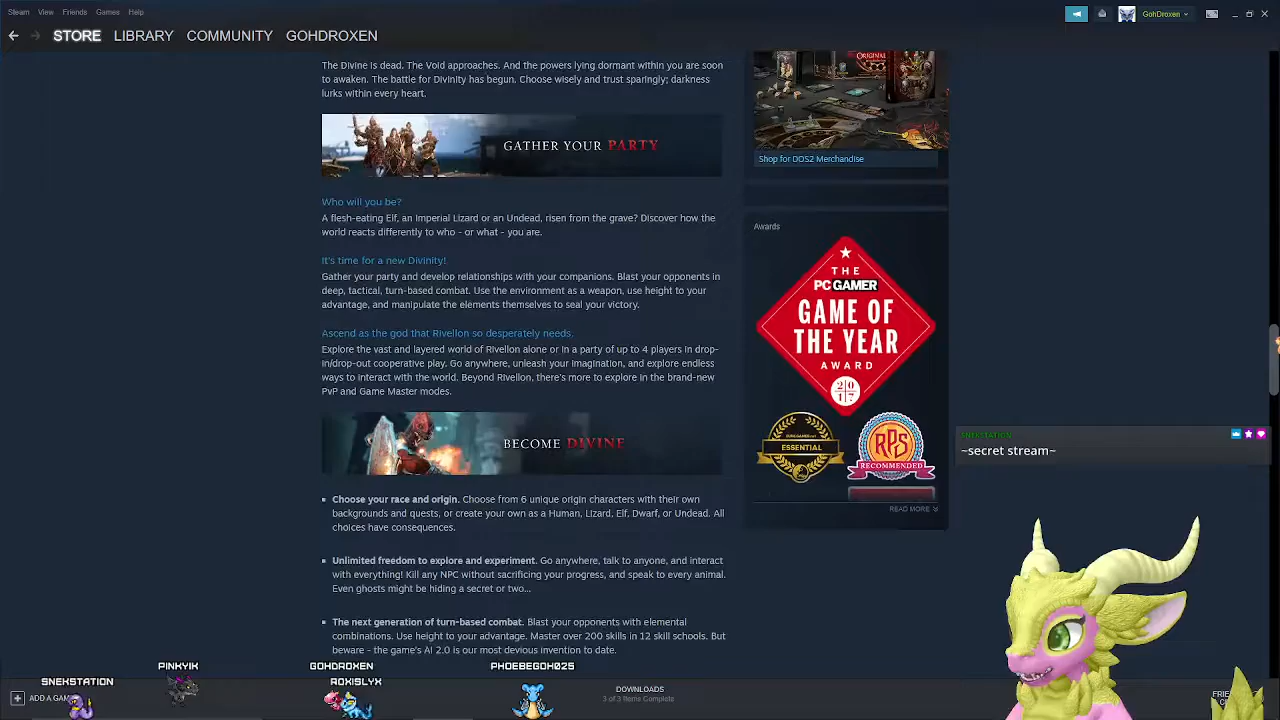 Steam View Friends Games Help
GohDroxen
STORE LIBRARY COMMUNITY GOHDROXEN
The Divine is dead. The Void approaches. And the powers lying dormant within you are soon
to awaken. The battle for Divinity has begun. Choose wisely and trust sparingly; darkness
lurks within every heart.
GATHER YOUR PARTY
Who will you be?
A flesh-eating Elf, an Imperial Lizard or an Undead, risen from the grave? Discover how the
world reacts differently to who - or what - you are.
It's time for a new Divinity!
Gather your party and develop relationships with your companions. Blast your opponents in
deep, tactical, turn-based combat. Use the environment as a weapon, use height to your
advantage, and manipulate the elements themselves to seal your victory.
Ascend as the god that Rivellon so desperately needs.
Explore the vast and layered world of Rivellon alone or in a party of up to 4 players in drop-
in/drop-out cooperative play. Go anywhere, unleash your imagination, and explore endless
ways to interact with the world. Beyond Rivellon, there's more to explore in the brand-new
PvP and Game Master modes.
BECOME DIVINE
Choose your race and origin. Choose from 6 unique origin characters with their own
backgrounds and quests, or create your own as a Human, Lizard, Elf, Dwarf, or Undead. All
choices have consequences.
Unlimited freedom to explore and experiment. Go anywhere, talk to anyone, and interact
with everything! Kill any NPC without sacrificing your progress, and speak to every animal.
Even ghosts might be hiding a secret or two...
The next generation of turn-based combat. Blast your opponents with elemental
combinations. Use height to your advantage. Master over 200 skills in 12 skill schools. But
beware - the game's AI 2.0 is our most devious invention to date.
ORIGINAL
Shop for DOS2 Merchandise
Awards
THE
PC GAMER
GAME OF
THE YEAR
AWARD
2017
ESSENTIAL
RPS
RECOMMENDED
READ MORE
SNEKSTATION
~secret stream~
PINKYIK
GOHDROXEN
PHOEBEGOH025
SNEKSTATION
ROXISLYX
ADD A GAM
DOWNLOADS
3 of 3 Items Complete
FRIE